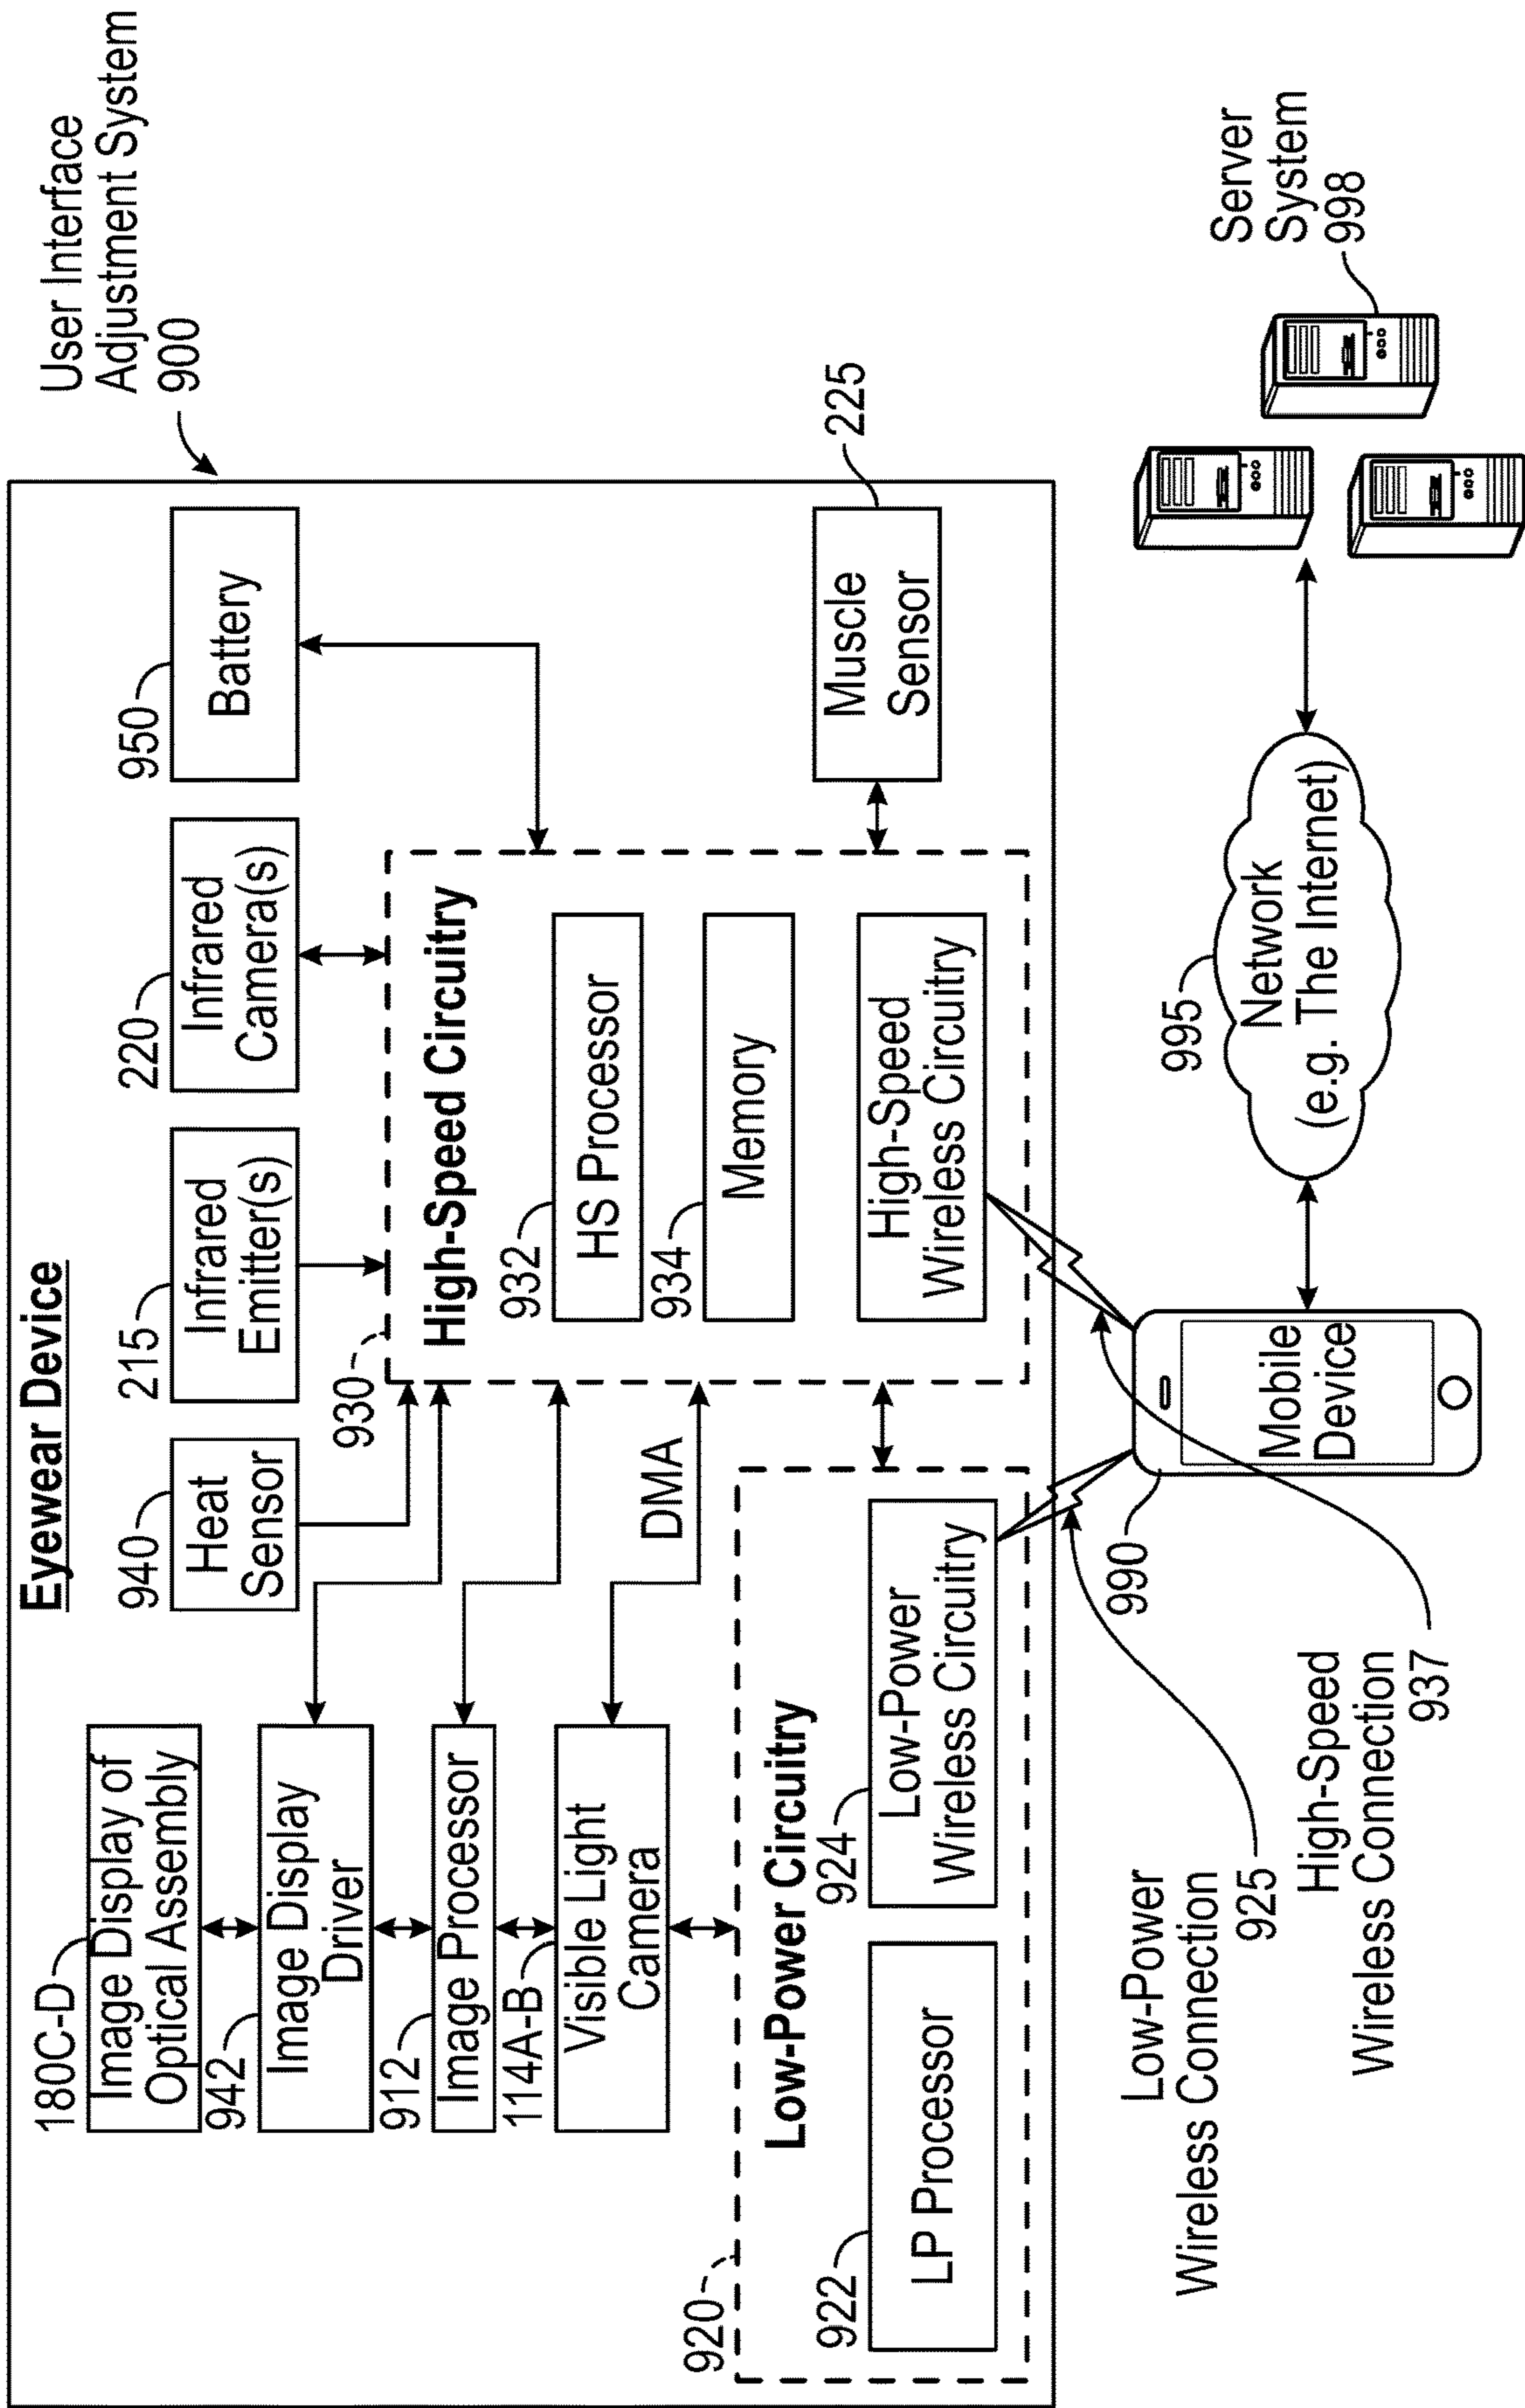 Eyewear Device
User Interface
Adjustment System
900
180C-D
Image Display of
Optical Assembly
942
Image Display
Driver
912
Image Processor
114A-B
Visible Light
Camera
940
Heat
Sensor
215
Infrared
Emitter(s)
220
Infrared
Camera(s)
950
Battery
930
High-Speed Circuitry
932
HS Processor
934
Memory
High-Speed
Wireless Circuitry
DMA
Muscle
Sensor
225
920
Low-Power Circuitry
922
LP Processor
924
Low-Power
Wireless Circuitry
Low-Power
Wireless Connection
925
High-Speed
Wireless Connection
937
990
Mobile
Device
995
Network
(e.g. The Internet)
Server
System
998